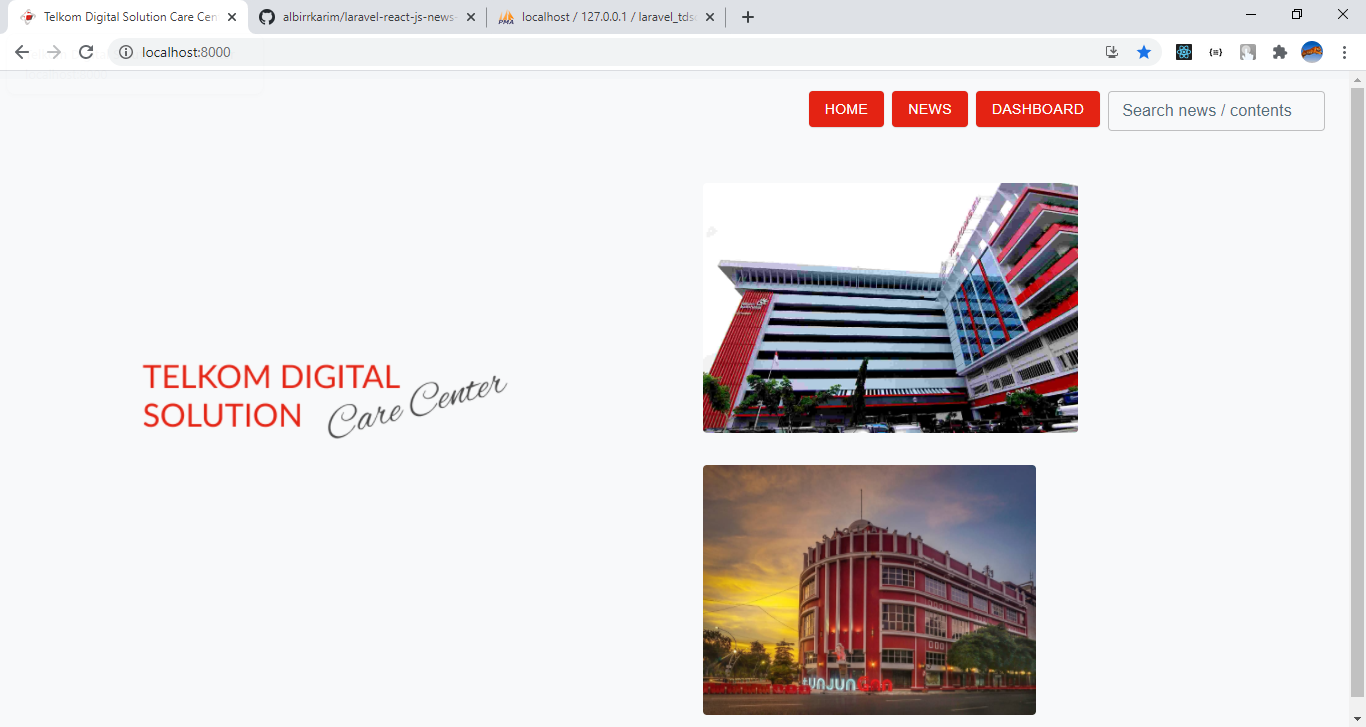 Telkom Digital Solution Care Cen
albirrkarim/laravel-react-js-news-
PMA
localhost / 127.0.0.1 / laravel_tds
localhost:8000
HOME
NEWS
DASHBOARD
Search news / contents
TELKOM DIGITAL
SOLUTION
Care Center